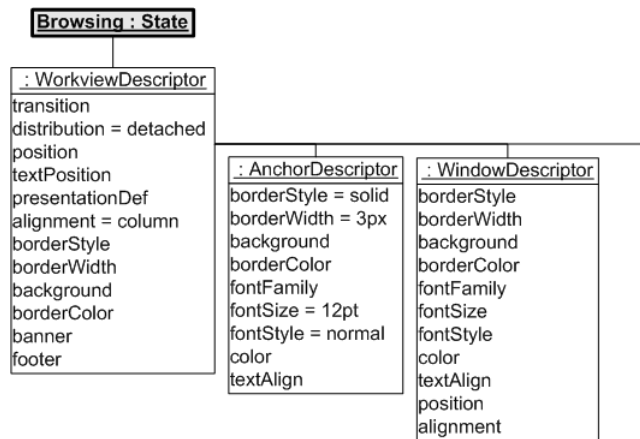 Browsing : State
: WorkviewDescriptor
transition
distribution = detached
position
textPosition
presentationDef
alignment = column
borderStyle
borderWidth
background
borderColor
banner
footer
: AnchorDescriptor
borderStyle = solid
borderWidth = 3px
background
borderColor
fontFamily
fontSize = 12pt
fontStyle = normal
color
textAlign
: WindowDescriptor
borderStyle
borderWidth
background
borderColor
fontFamily
fontSize
fontStyle
color
textAlign
position
alignment